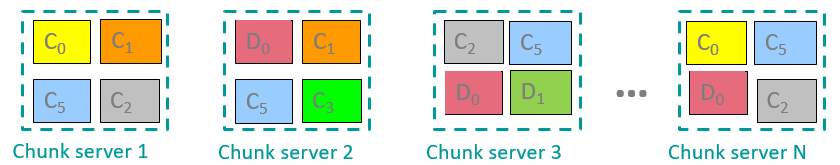 C₀ C₁ D₀ C₁ C₂ C₅ C₀ C₅
C₅ C₂ C₅ C₃ D₀ D₁ ... D₀ C₂
Chunk server 1 Chunk server 2 Chunk server 3 Chunk server N